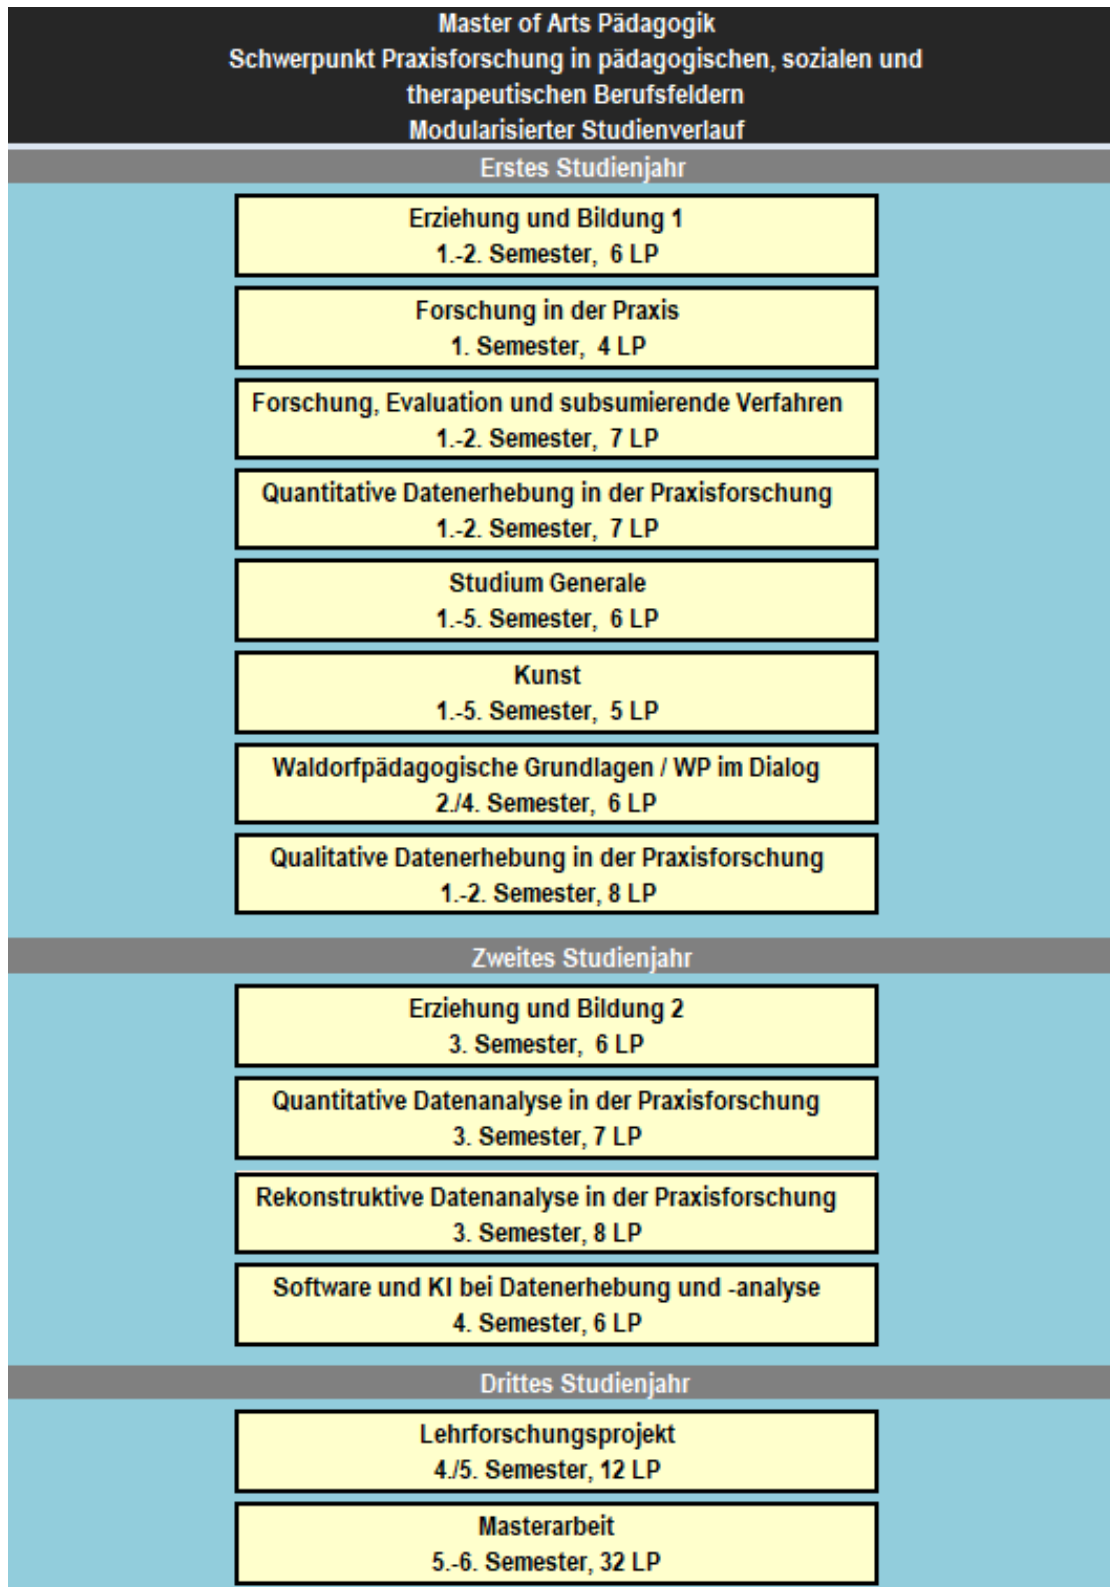 Master of Arts Pädagogik
Schwerpunkt Praxisforschung in pädagogischen, sozialen und
therapeutischen Berufsfeldern
Modularisierter Studienverlauf
Erstes Studienjahr
Erziehung und Bildung 1
1.-2. Semester, 6 LP
Forschung in der Praxis
1. Semester, 4 LP
Forschung, Evaluation und subsumierende Verfahren
1.-2. Semester, 7 LP
Quantitative Datenerhebung in der Praxisforschung
1.-2. Semester, 7 LP
Studium Generale
1.-5. Semester, 6 LP
Kunst
1.-5. Semester, 5 LP
Waldorfpädagogische Grundlagen / WP im Dialog
2./4. Semester, 6 LP
Qualitative Datenerhebung in der Praxisforschung
1.-2. Semester, 8 LP
Zweites Studienjahr
Erziehung und Bildung 2
3. Semester, 6 LP
Quantitative Datenanalyse in der Praxisforschung
3. Semester, 7 LP
Rekonstruktive Datenanalyse in der Praxisforschung
3. Semester, 8 LP
Software und KI bei Datenerhebung und -analyse
4. Semester, 6 LP
Drittes Studienjahr
Lehrforschungsprojekt
4./5. Semester, 12 LP
Masterarbeit
5.-6. Semester, 32 LP